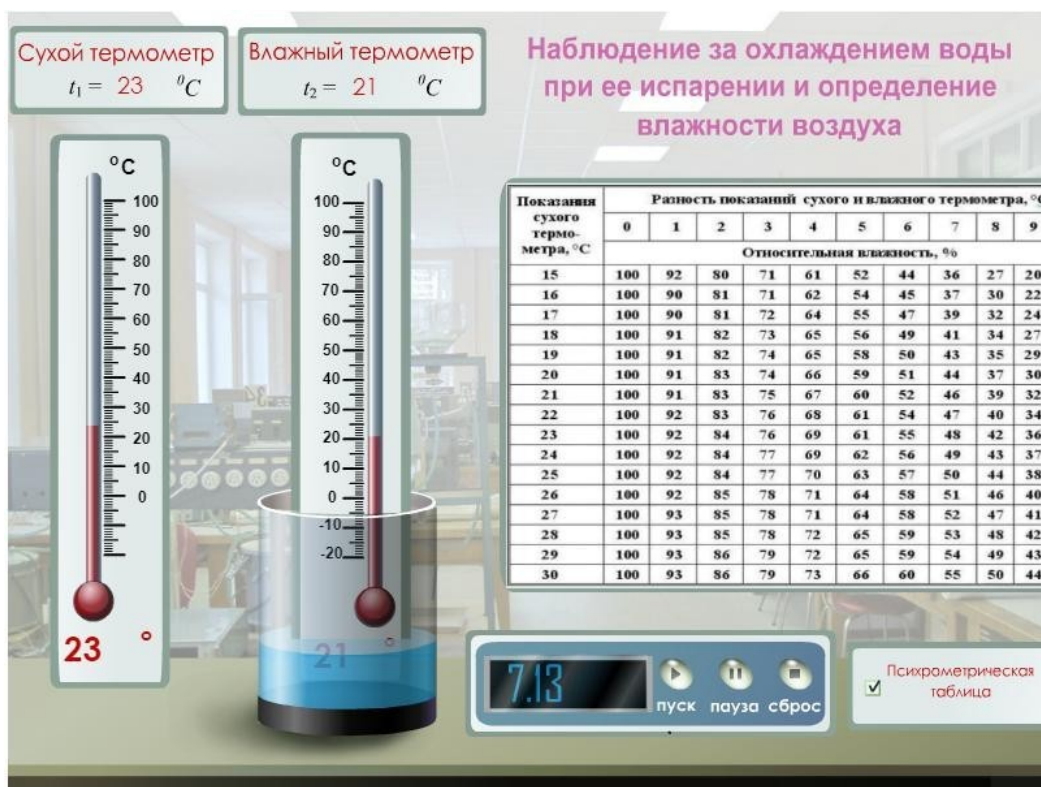 Сухой термометр
t₁ = 23 ⁰C
Влажный термометр
t₂ = 21 ⁰C
Наблюдение за охлаждением воды
при ее испарении и определение
влажности воздуха
°C
100
90
80
70
60
50
40
30
20
10
0
23 °
°C
100
90
80
70
60
50
40
30
20
10
0
-10
-20
21 °
Показания
сухого
термо-
метра, °C
Разность показаний сухого и влажного термометра, °C
0 1 2 3 4 5 6 7 8 9
Относительная влажность, %
15 100 92 80 71 61 52 44 36 27 20
16 100 90 81 71 62 54 45 37 30 22
17 100 90 81 72 64 55 47 39 32 24
18 100 91 82 73 65 56 49 41 34 27
19 100 91 82 74 65 58 50 43 35 29
20 100 91 83 74 66 59 51 44 37 30
21 100 91 83 75 67 60 52 46 39 32
22 100 92 83 76 68 61 54 47 40 34
23 100 92 84 76 69 61 55 48 42 36
24 100 92 84 77 69 62 56 49 43 37
25 100 92 84 77 70 63 57 50 44 38
26 100 92 85 78 71 64 58 51 46 40
27 100 93 85 78 71 64 58 52 47 41
28 100 93 85 78 72 65 59 53 48 42
29 100 93 86 79 72 65 59 54 49 43
30 100 93 86 79 73 66 60 55 50 44
7.13
пуск пауза сброс
Психрометрическая
таблица